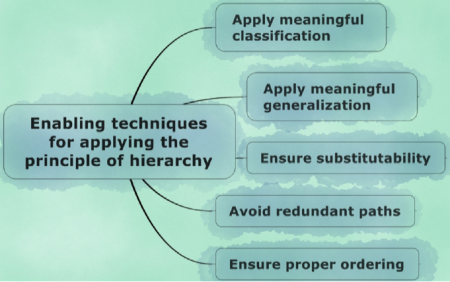 Apply meaningful
classification
Apply meaningful
generalization
Enabling techniques
for applying the
principle of hierarchy
Ensure substitutability
Avoid redundant paths
Ensure proper ordering